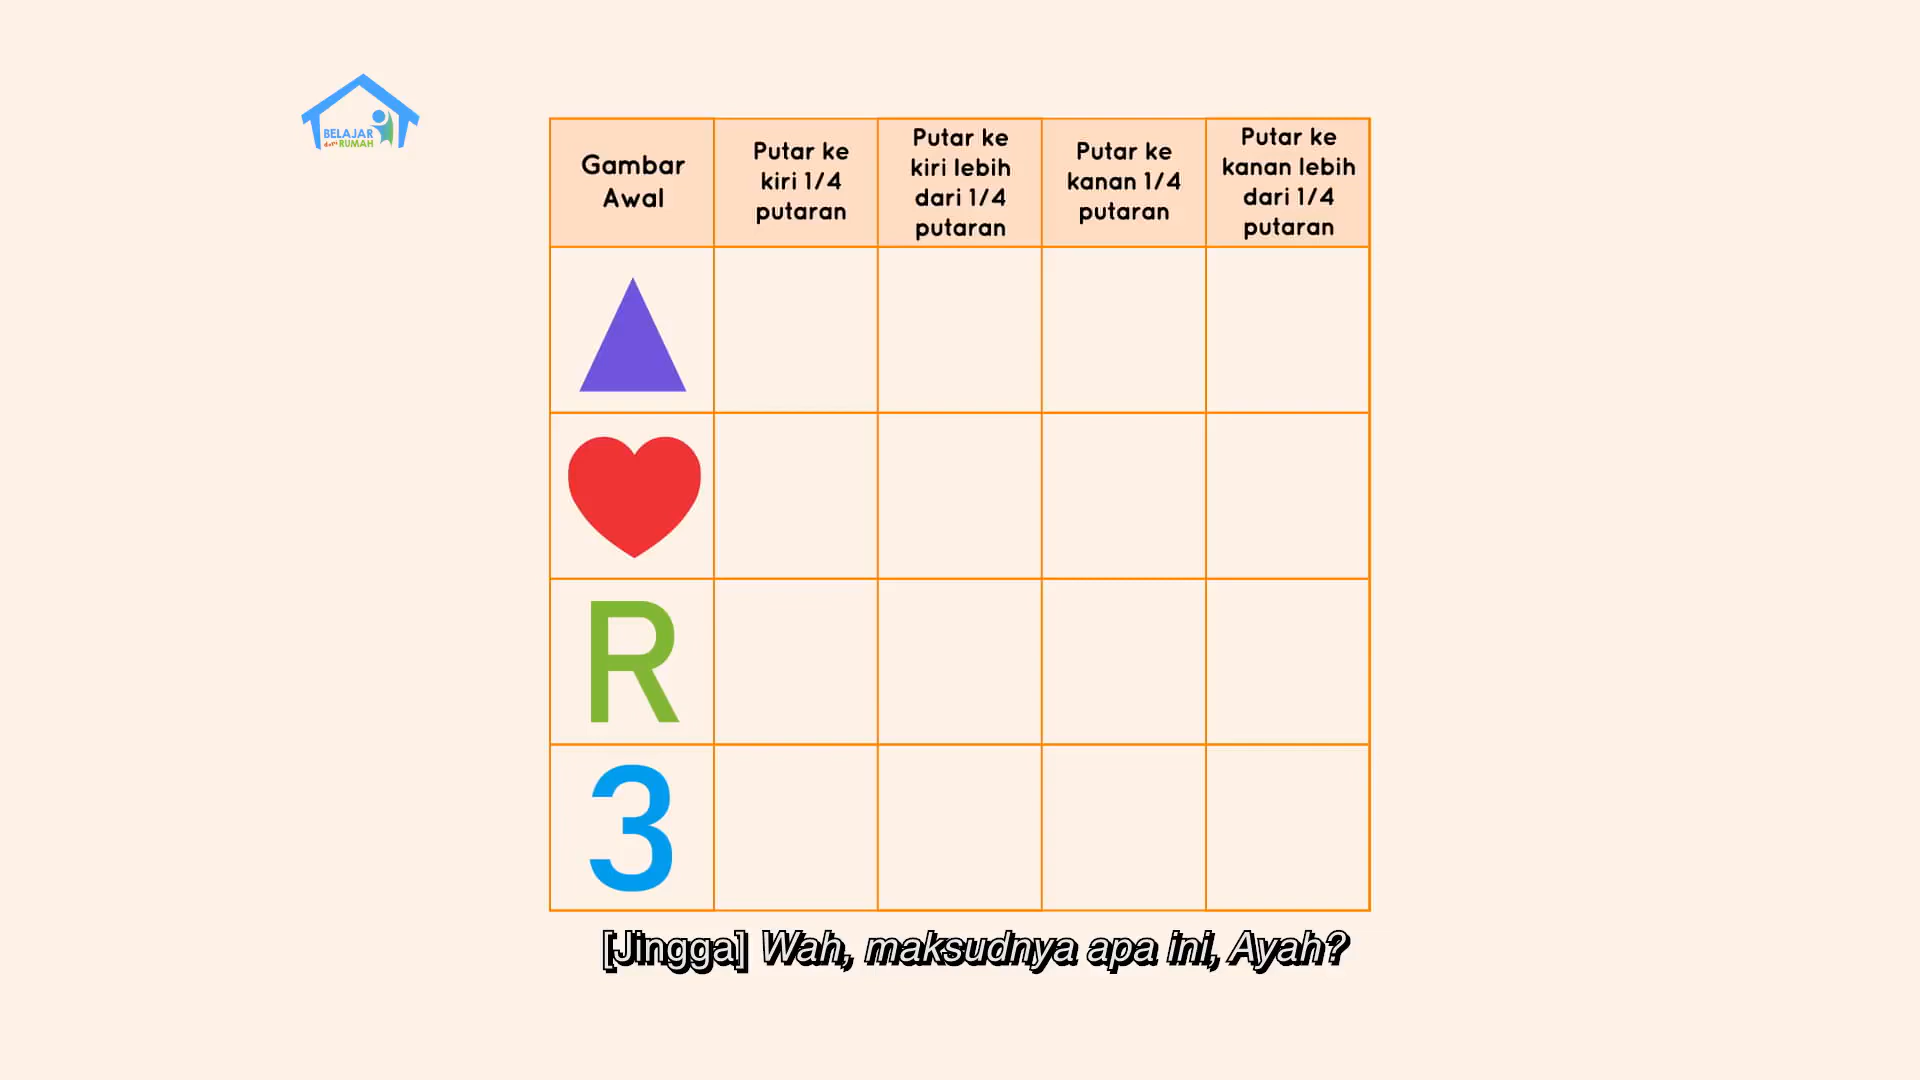 BELAJAR
dari RUMAH
Gambar
Awal
Putar ke
kiri 1/4
putaran
Putar ke
kiri lebih
dari 1/4
putaran
Putar ke
kanan 1/4
putaran
Putar ke
kanan lebih
dari 1/4
putaran
R
3
[Jingga] Wah, maksudnya apa ini, Ayah?